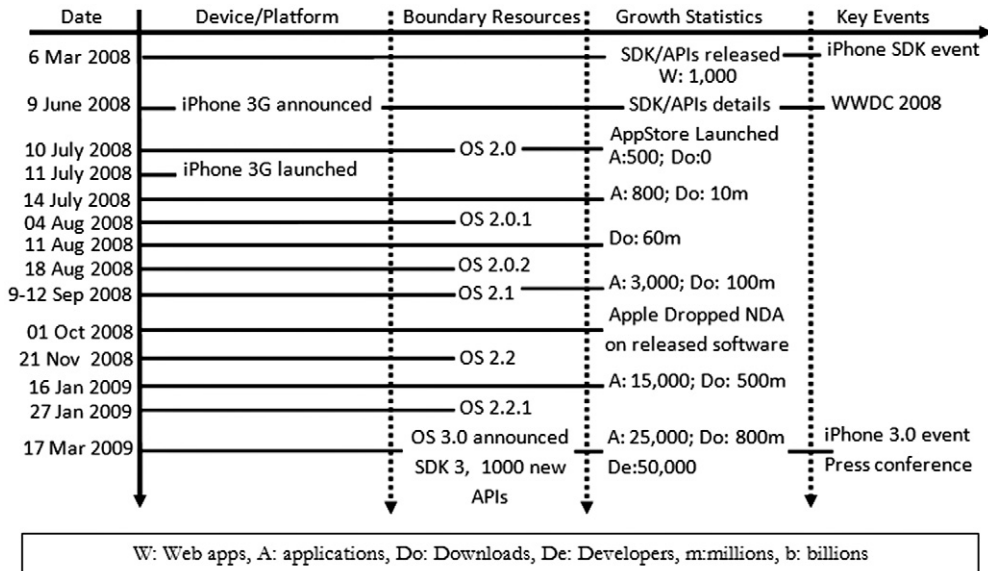 Date Device/Platform Boundary Resources Growth Statistics Key Events
6 Mar 2008 SDK/APIs released iPhone SDK event
W: 1,000
9 June 2008 iPhone 3G announced SDK/APIs details WWDC 2008
AppStore Launched
10 July 2008 OS 2.0 A:500; Do:0
11 July 2008 iPhone 3G launched
14 July 2008 A: 800; Do: 10m
04 Aug 2008 OS 2.0.1
11 Aug 2008 Do: 60m
18 Aug 2008 OS 2.0.2
9-12 Sep 2008 OS 2.1 A: 3,000; Do: 100m
01 Oct 2008 Apple Dropped NDA
on released software
21 Nov 2008 OS 2.2
16 Jan 2009 A: 15,000; Do: 500m
27 Jan 2009 OS 2.2.1
17 Mar 2009 OS 3.0 announced A: 25,000; Do: 800m iPhone 3.0 event
SDK 3, 1000 new De:50,000 Press conference
APIs
W: Web apps, A: applications, Do: Downloads, De: Developers, m:millions, b: billions